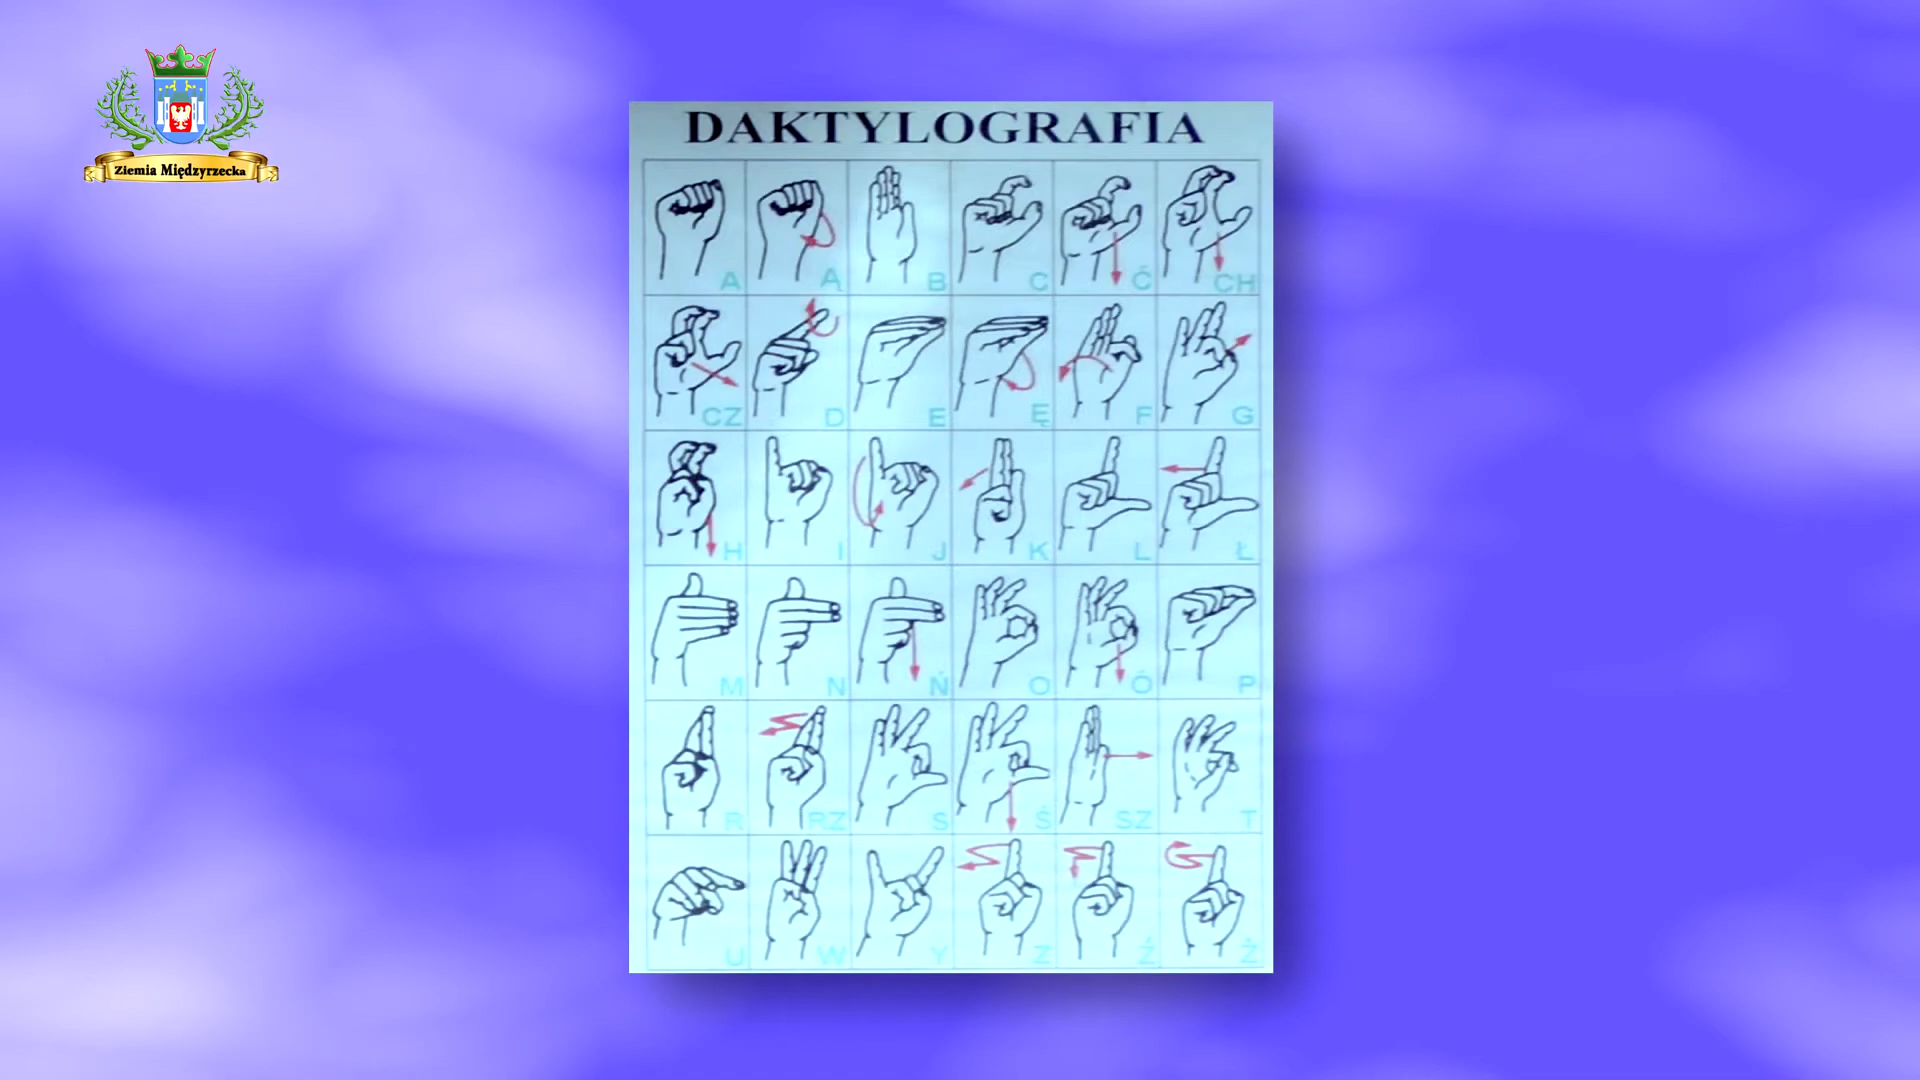 Ziemia Międzyrzecka
DAKTYLOGRAFIA
A Ą B C Ć CH
CZ D E Ę F G
H I J K L Ł
M N Ń O Ó P
R RZ S Ś SZ T
U W Y Z Ź Ż